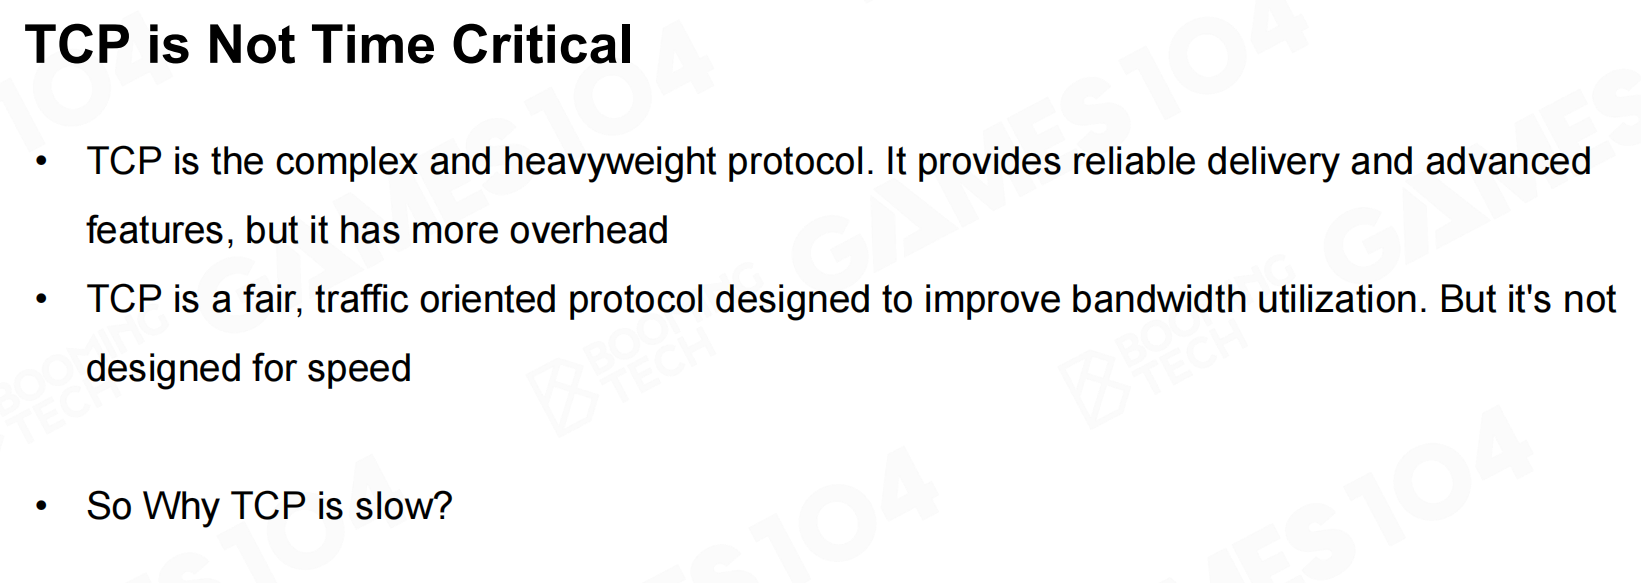 TCP is Not Time Critical
• TCP is the complex and heavyweight protocol. It provides reliable delivery and advanced
features, but it has more overhead
• TCP is a fair, traffic oriented protocol designed to improve bandwidth utilization. But it's not
designed for speed
• So Why TCP is slow?
GAMES104
BOOMING
TECH